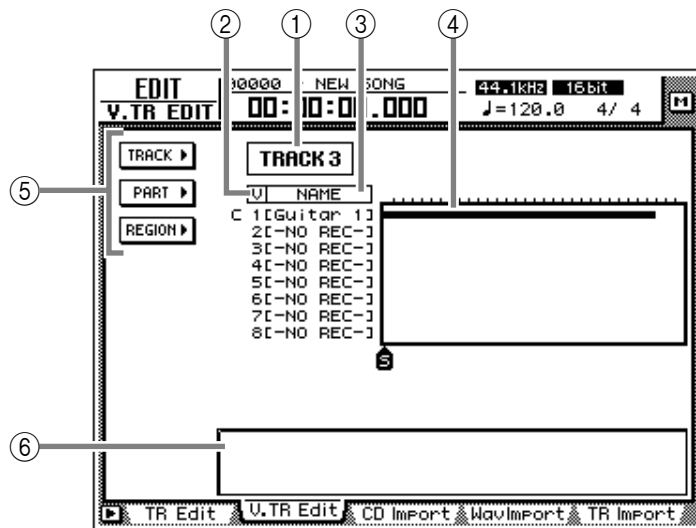 ② ① ③ ④
EDIT
V.TR EDIT
00000 NEW SONG
44.1kHz 16bit
00:00:00.000
♩=120.0 4/ 4
M
⑤
TRACK ▶
PART ▶
REGION ▶
TRACK 3
V NAME
C 1[Guitar 1]
2[-NO REC-]
3[-NO REC-]
4[-NO REC-]
5[-NO REC-]
6[-NO REC-]
7[-NO REC-]
8[-NO REC-]
S
⑥
TR Edit V.TR Edit CD Import WavImport TR Import